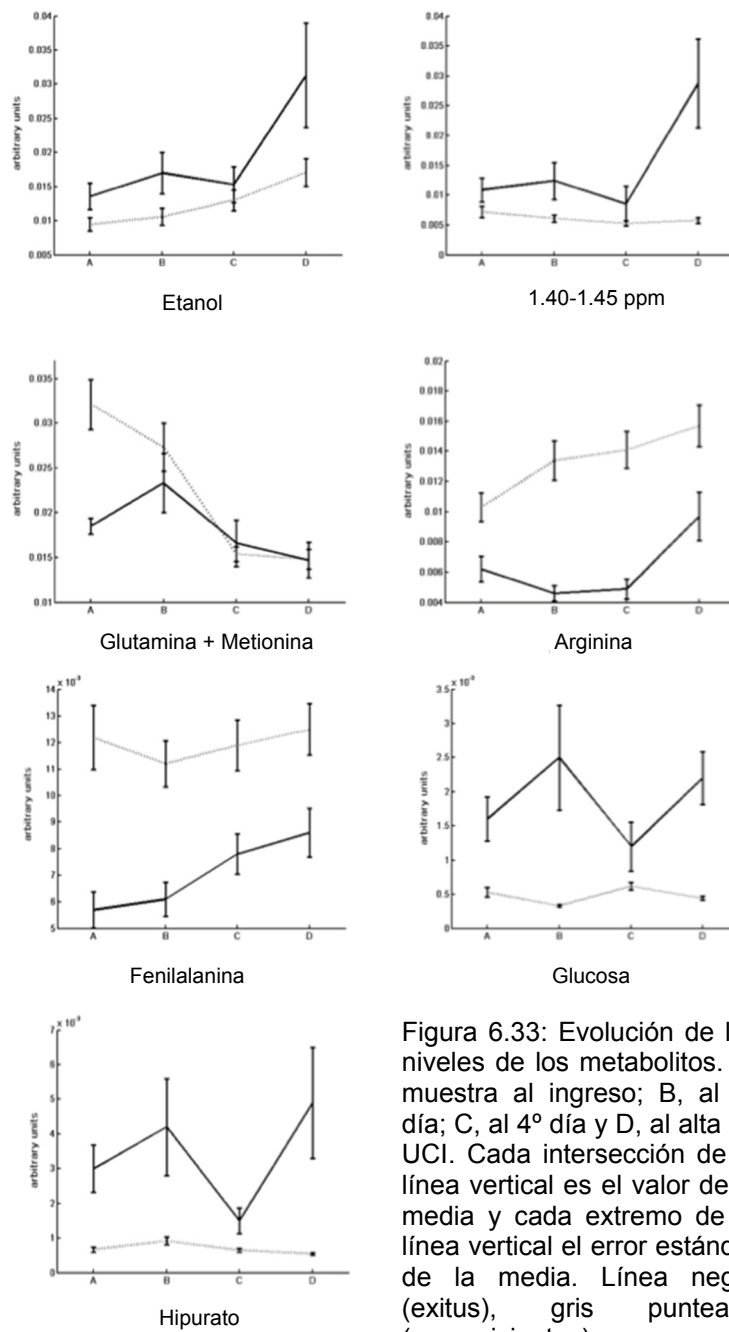 0.04
0.035
0.03
0.025
0.02
0.015
0.01
0.005
arbitrary units
A B C D
Etanol
0.04
0.035
0.03
0.025
0.02
0.015
0.01
0.005
0
arbitrary units
A B C D
1.40-1.45 ppm
0.035
0.03
0.025
0.02
0.015
0.01
arbitrary units
A B C D
Glutamina + Metionina
0.02
0.018
0.016
0.014
0.012
0.01
0.008
0.006
0.004
arbitrary units
A B C D
Arginina
x 10⁻³
14
13
12
11
10
9
8
7
6
5
arbitrary units
A B C D
Fenilalanina
3.5
3
2.5
2
1.5
1
0.5
0
arbitrary units
A B C D
Glucosa
x 10⁻³
7
6
5
4
3
2
1
0
arbitrary units
A B C D
Hipurato
Figura 6.33: Evolución de
niveles de los metabolitos.
muestra al ingreso; B, al
día; C, al 4º día y D, al alta
UCI. Cada intersección de
línea vertical es el valor de
media y cada extremo de
línea vertical el error
de la media. Línea
(exitus), gris